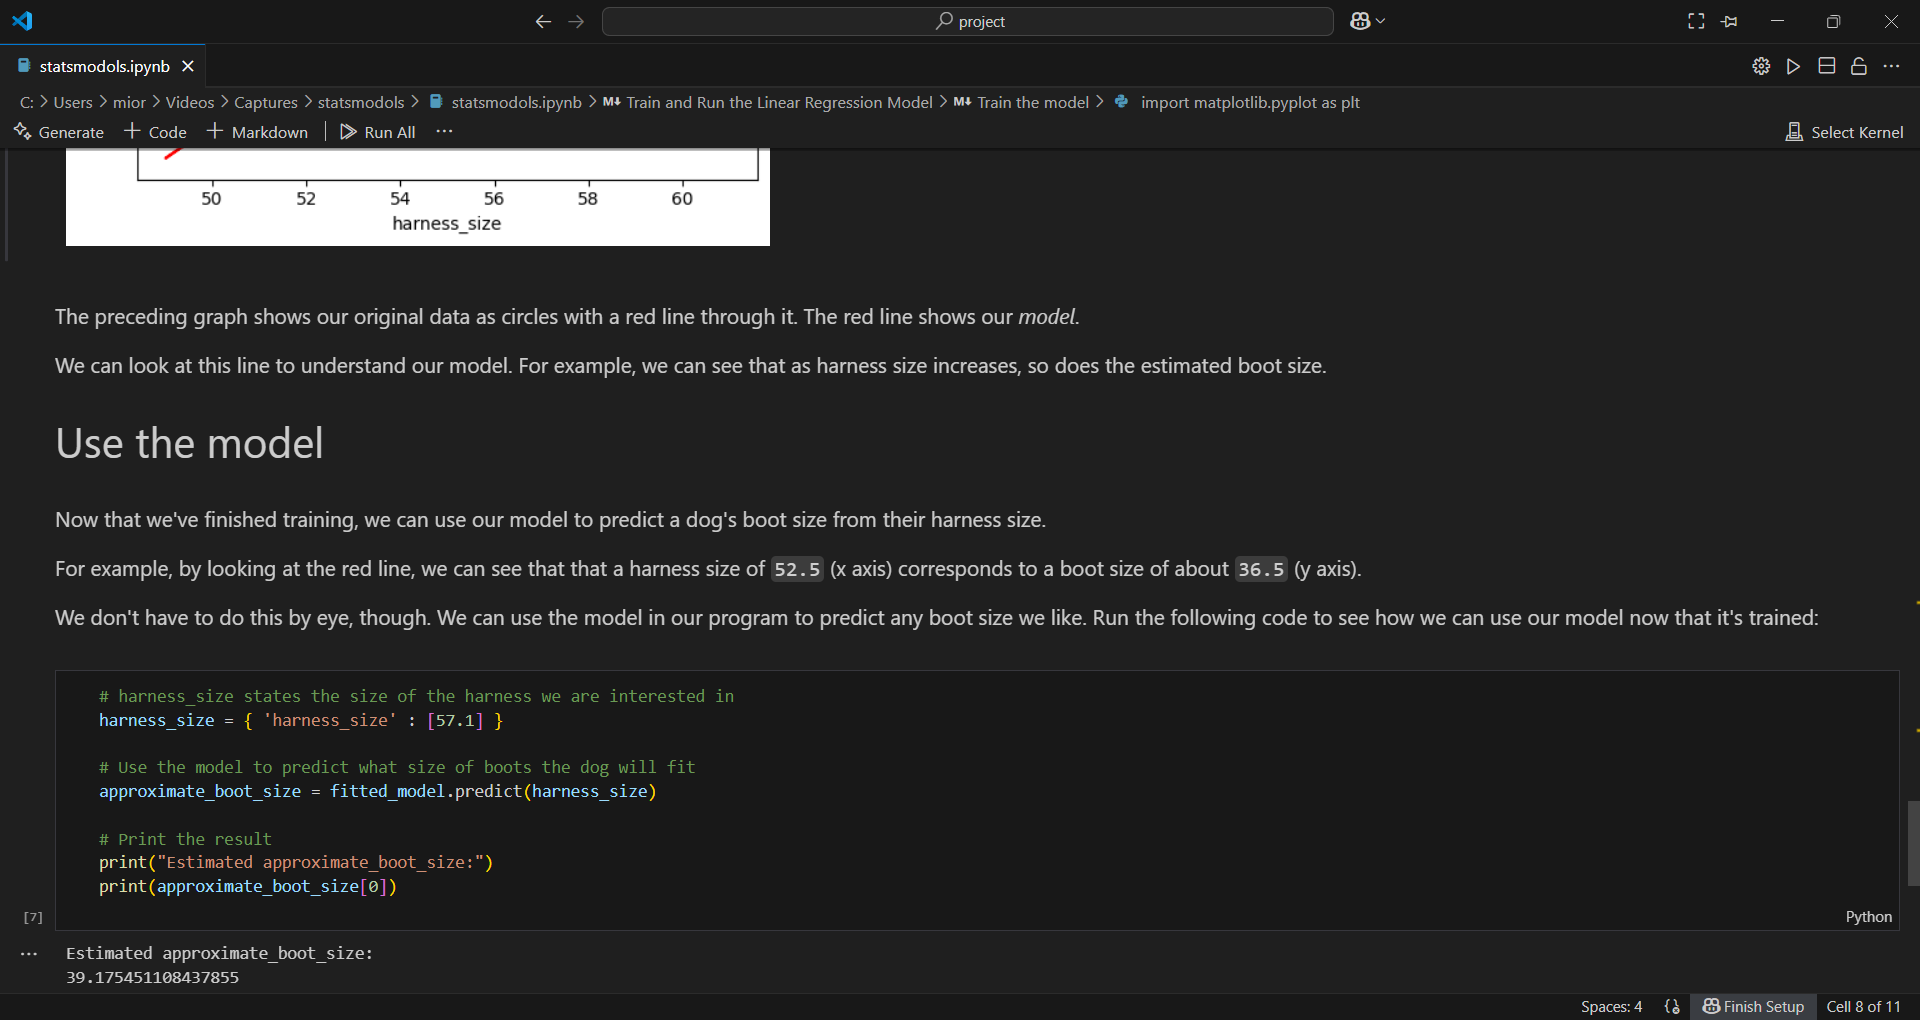 project
statsmodols.ipynb
C: > Users > mior > Videos > Captures > statsmodols > statsmodols.ipynb > M↓ Train and Run the Linear Regression Model > M↓ Train the model > import matplotlib.pyplot as plt
Generate + Code + Markdown Run All ··· Select Kernel
50 52 54 56 58 60
harness_size
The preceding graph shows our original data as circles with a red line through it. The red line shows our model.
We can look at this line to understand our model. For example, we can see that as harness size increases, so does the estimated boot size.
Use the model
Now that we've finished training, we can use our model to predict a dog's boot size from their harness size.
For example, by looking at the red line, we can see that that a harness size of 52.5 (x axis) corresponds to a boot size of about 36.5 (y axis).
We don't have to do this by eye, though. We can use the model in our program to predict any boot size we like. Run the following code to see how we can use our model now that it's trained:
# harness_size states the size of the harness we are interested in
harness_size = { 'harness_size' : [57.1] }
# Use the model to predict what size of boots the dog will fit
approximate_boot_size = fitted_model.predict(harness_size)
# Print the result
print("Estimated approximate_boot_size:")
print(approximate_boot_size[0])
[7] Python
··· Estimated approximate_boot_size:
39.175451108437855
Spaces: 4 Finish Setup Cell 8 of 11